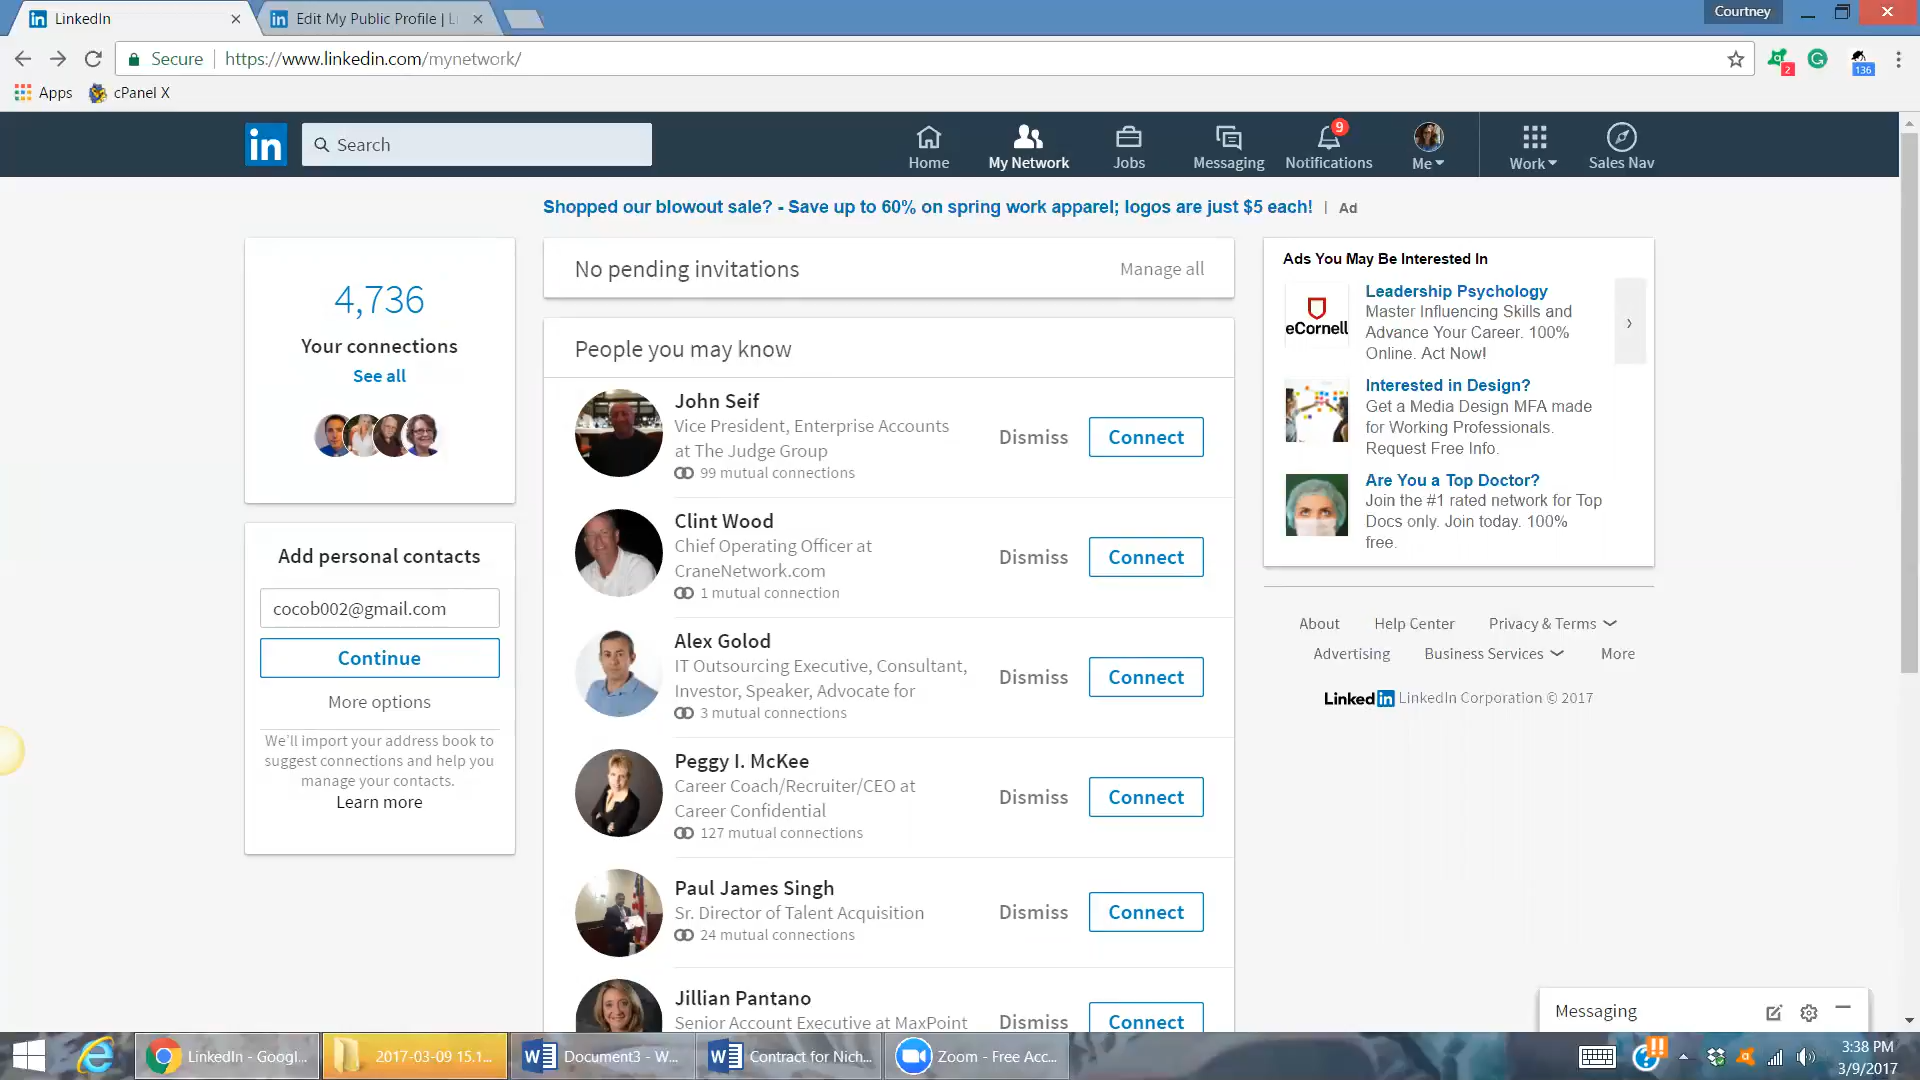 LinkedIn
Edit My Public Profile | L
Courtney
Secure
https://www.linkedin.com/mynetwork/
2
136
Apps
cPanel X
in
Search
Home
My Network
Jobs
Messaging
9
Notifications
Me
Work
Sales Nav
Shopped our blowout sale? - Save up to 60% on spring work apparel; logos are just $5 each! | Ad
4,736
Your connections
See all
Add personal contacts
cocob002@gmail.com
Continue
More options
We'll import your address book to
suggest connections and help you
manage your contacts.
Learn more
No pending invitations
Manage all
People you may know
John Seif
Vice President, Enterprise Accounts
at The Judge Group
99 mutual connections
Dismiss
Connect
Clint Wood
Chief Operating Officer at
CraneNetwork.com
1 mutual connection
Dismiss
Connect
Alex Golod
IT Outsourcing Executive, Consultant,
Investor, Speaker, Advocate for
3 mutual connections
Dismiss
Connect
Peggy I. McKee
Career Coach/Recruiter/CEO at
Career Confidential
127 mutual connections
Dismiss
Connect
Paul James Singh
Sr. Director of Talent Acquisition
24 mutual connections
Dismiss
Connect
Jillian Pantano
Senior Account Executive at MaxPoint
Dismiss
Connect
Ads You May Be Interested In
eCornell
Leadership Psychology
Master Influencing Skills and
Advance Your Career. 100%
Online. Act Now!
Interested in Design?
Get a Media Design MFA made
for Working Professionals.
Request Free Info.
Are You a Top Doctor?
Join the #1 rated network for Top
Docs only. Join today. 100%
free.
About
Help Center
Privacy & Terms
Advertising
Business Services
More
LinkedIn LinkedIn Corporation © 2017
Messaging
LinkedIn - Googl...
2017-03-09 15.1...
Document3 - W...
Contract for Nich...
Zoom - Free Acc...
3:38 PM
3/9/2017